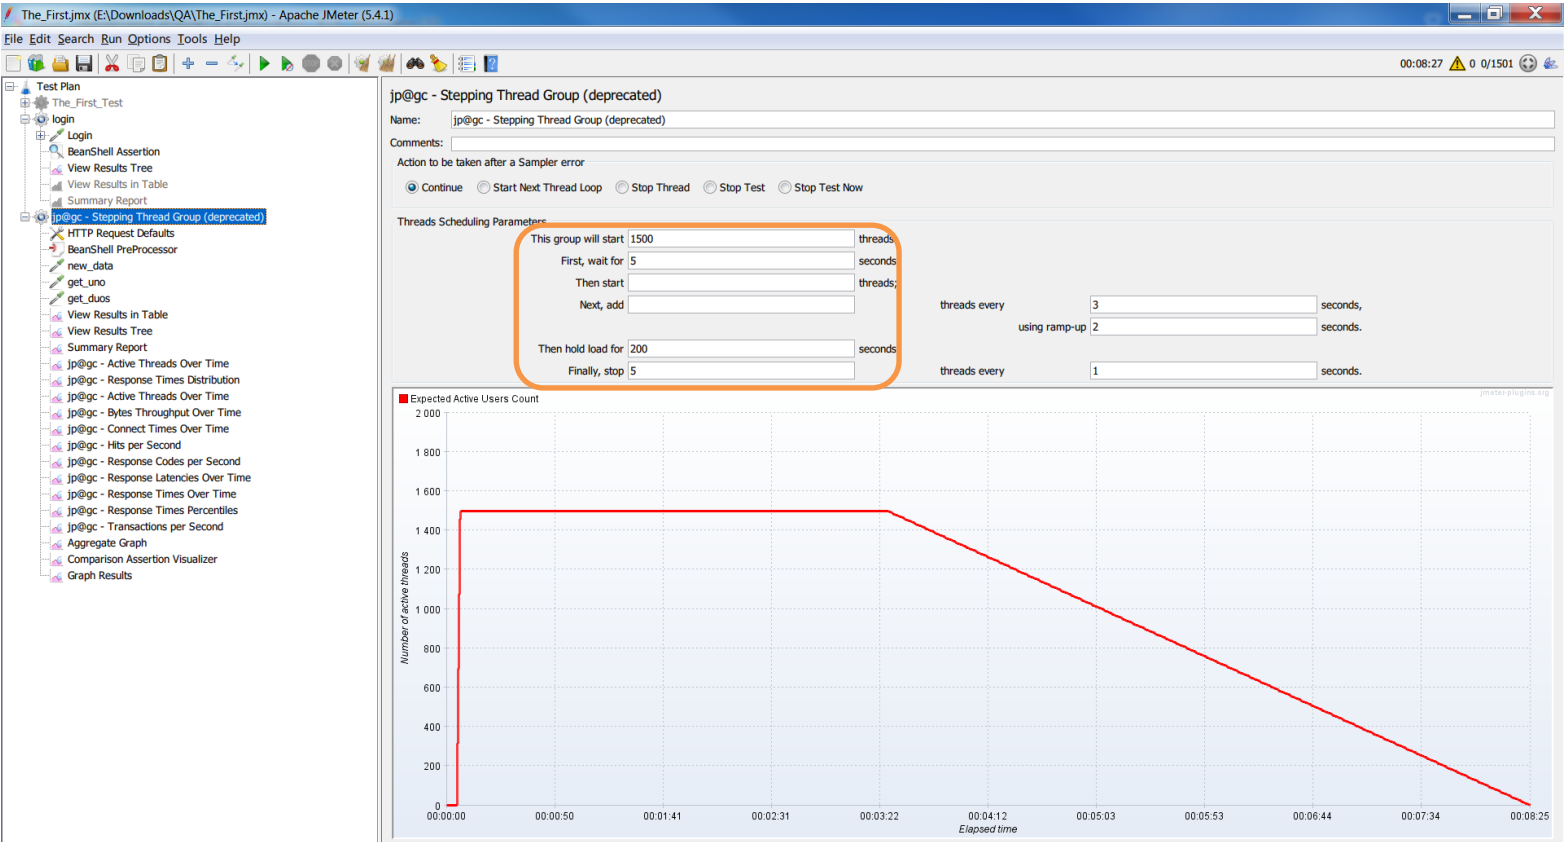 The_First.jmx (E:\Downloads\QA\The_First.jmx) - Apache JMeter (5.4.1)
File Edit Search Run Options Tools Help
00:08:27 0 0/1501
Test Plan
The_First_Test
login
Login
BeanShell Assertion
View Results Tree
View Results in Table
Summary Report
jp@gc - Stepping Thread Group (deprecated)
HTTP Request Defaults
BeanShell PreProcessor
new_data
get_uno
get_duos
View Results in Table
View Results Tree
Summary Report
jp@gc - Active Threads Over Time
jp@gc - Response Times Distribution
jp@gc - Active Threads Over Time
jp@gc - Bytes Throughput Over Time
jp@gc - Connect Times Over Time
jp@gc - Hits per Second
jp@gc - Response Codes per Second
jp@gc - Response Latencies Over Time
jp@gc - Response Times Over Time
jp@gc - Response Times Percentiles
jp@gc - Transactions per Second
Aggregate Graph
Comparison Assertion Visualizer
Graph Results
jp@gc - Stepping Thread Group (deprecated)
Name: jp@gc - Stepping Thread Group (deprecated)
Comments:
Action to be taken after a Sampler error
Continue Start Next Thread Loop Stop Thread Stop Test Stop Test Now
Threads Scheduling Parameters
This group will start 1500 threads
First, wait for 5 seconds
Then start threads;
Next, add threads every 3 seconds,
using ramp-up 2 seconds.
Then hold load for 200 seconds
Finally, stop 5 threads every 1 seconds.
Expected Active Users Count
jmeter-plugins.org
2 000
1 800
1 600
1 400
1 200
1 000
800
600
400
200
0
Number of active threads
00:00:00 00:00:50 00:01:41 00:02:31 00:03:22 00:04:12 00:05:03 00:05:53 00:06:44 00:07:34 00:08:25
Elapsed time